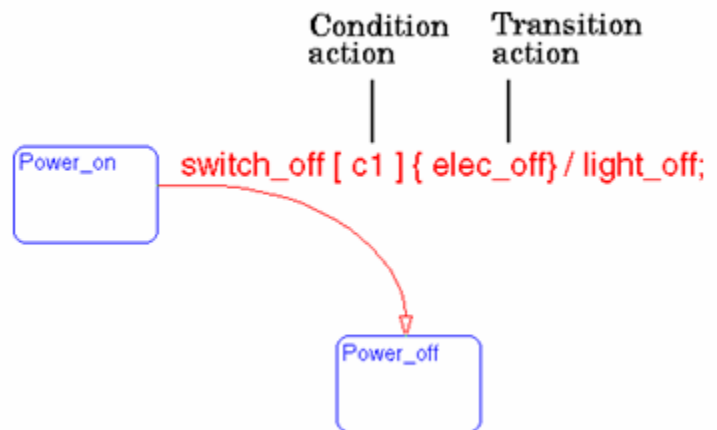 Condition action
Transition action
Power_on
switch_off [ c1 ] { elec_off} / light_off;
Power_off